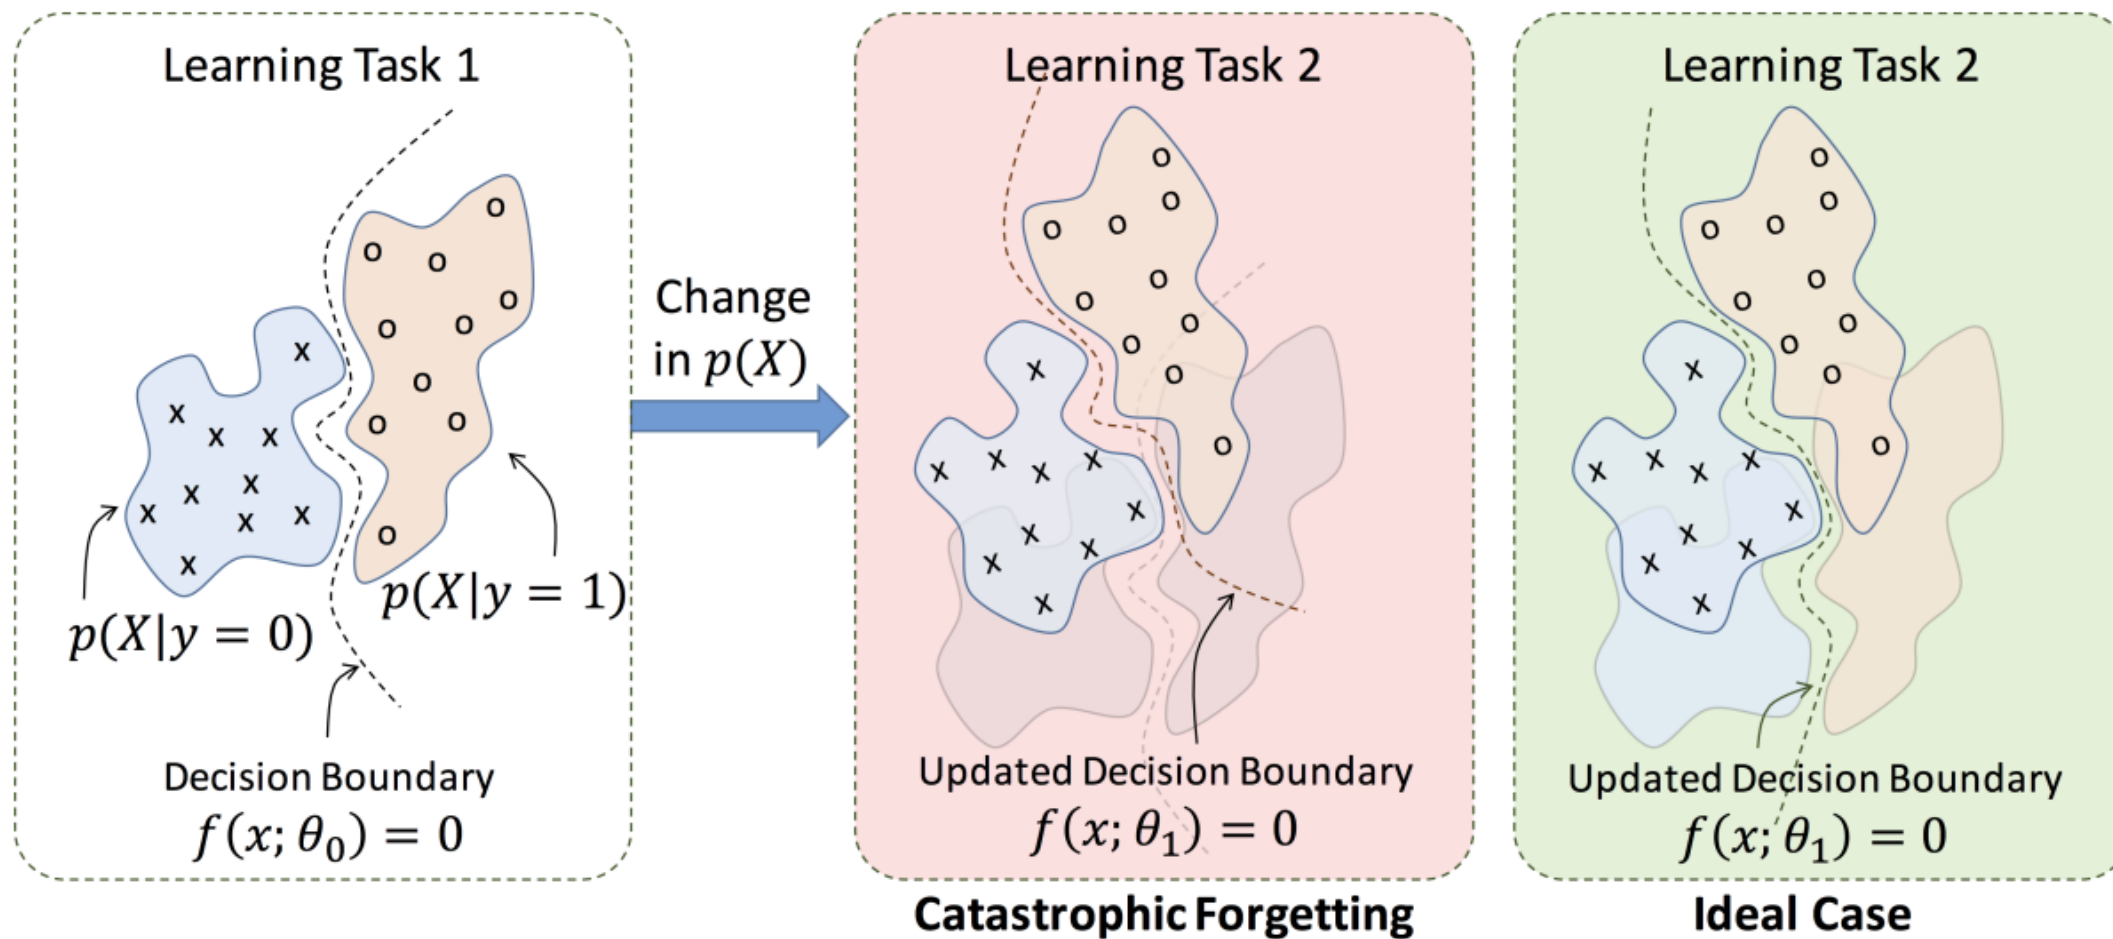 Learning Task 1
o
o
o
o
o
o
x
o
x
o
o
x
x
x
x
x
x
x
o
x
p(X|y = 1)
p(X|y = 0)
Decision Boundary
f(x; θ₀) = 0
Change
in p(X)
Learning Task 2
o
o
o
o
o
o
o
o
x
o
o
x
x
x
x
x
x
x
x
x
Updated Decision Boundary
f(x; θ₁) = 0
Catastrophic Forgetting
Learning Task 2
o
o
o
o
o
o
o
o
x
o
o
x
x
x
x
x
x
x
x
x
Updated Decision Boundary
f(x; θ₁) = 0
Ideal Case